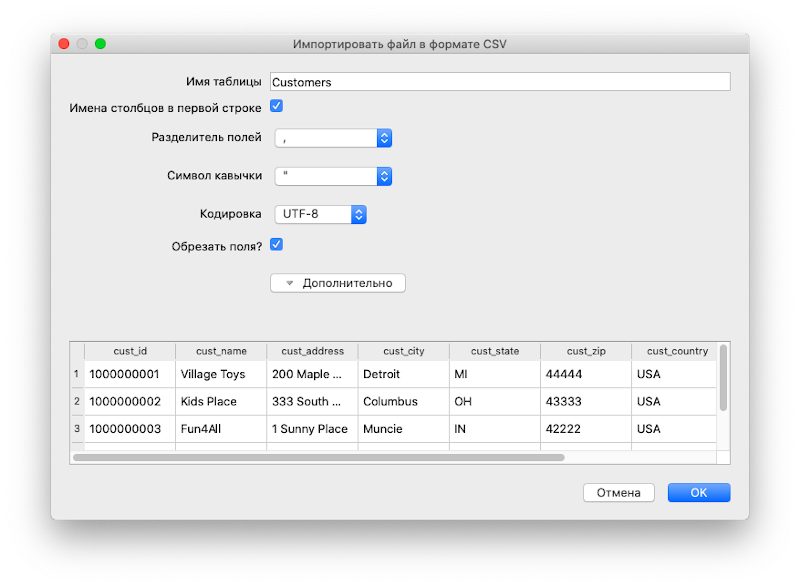 Импортировать файл в формате CSV
Имя таблицы Customers
Имена столбцов в первой строке
Разделитель полей ,
Символ кавычки "
Кодировка UTF-8
Обрезать поля?
Дополнительно
cust_id cust_name cust_address cust_city cust_state cust_zip cust_country
1 1000000001 Village Toys 200 Maple ... Detroit MI 44444 USA
2 1000000002 Kids Place 333 South ... Columbus OH 43333 USA
3 1000000003 Fun4All 1 Sunny Place Muncie IN 42222 USA
Отмена OK